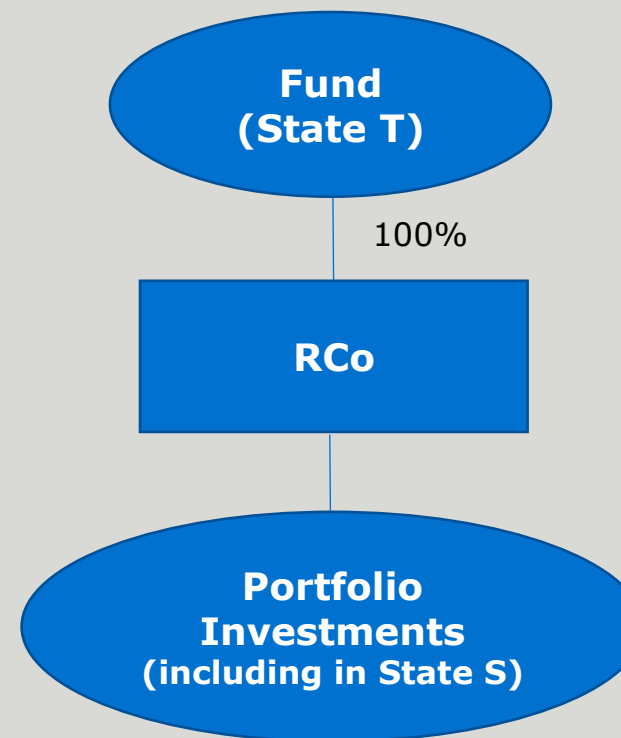 Fund
(State T)
100%
RCo
Portfolio
Investments
(including in State S)